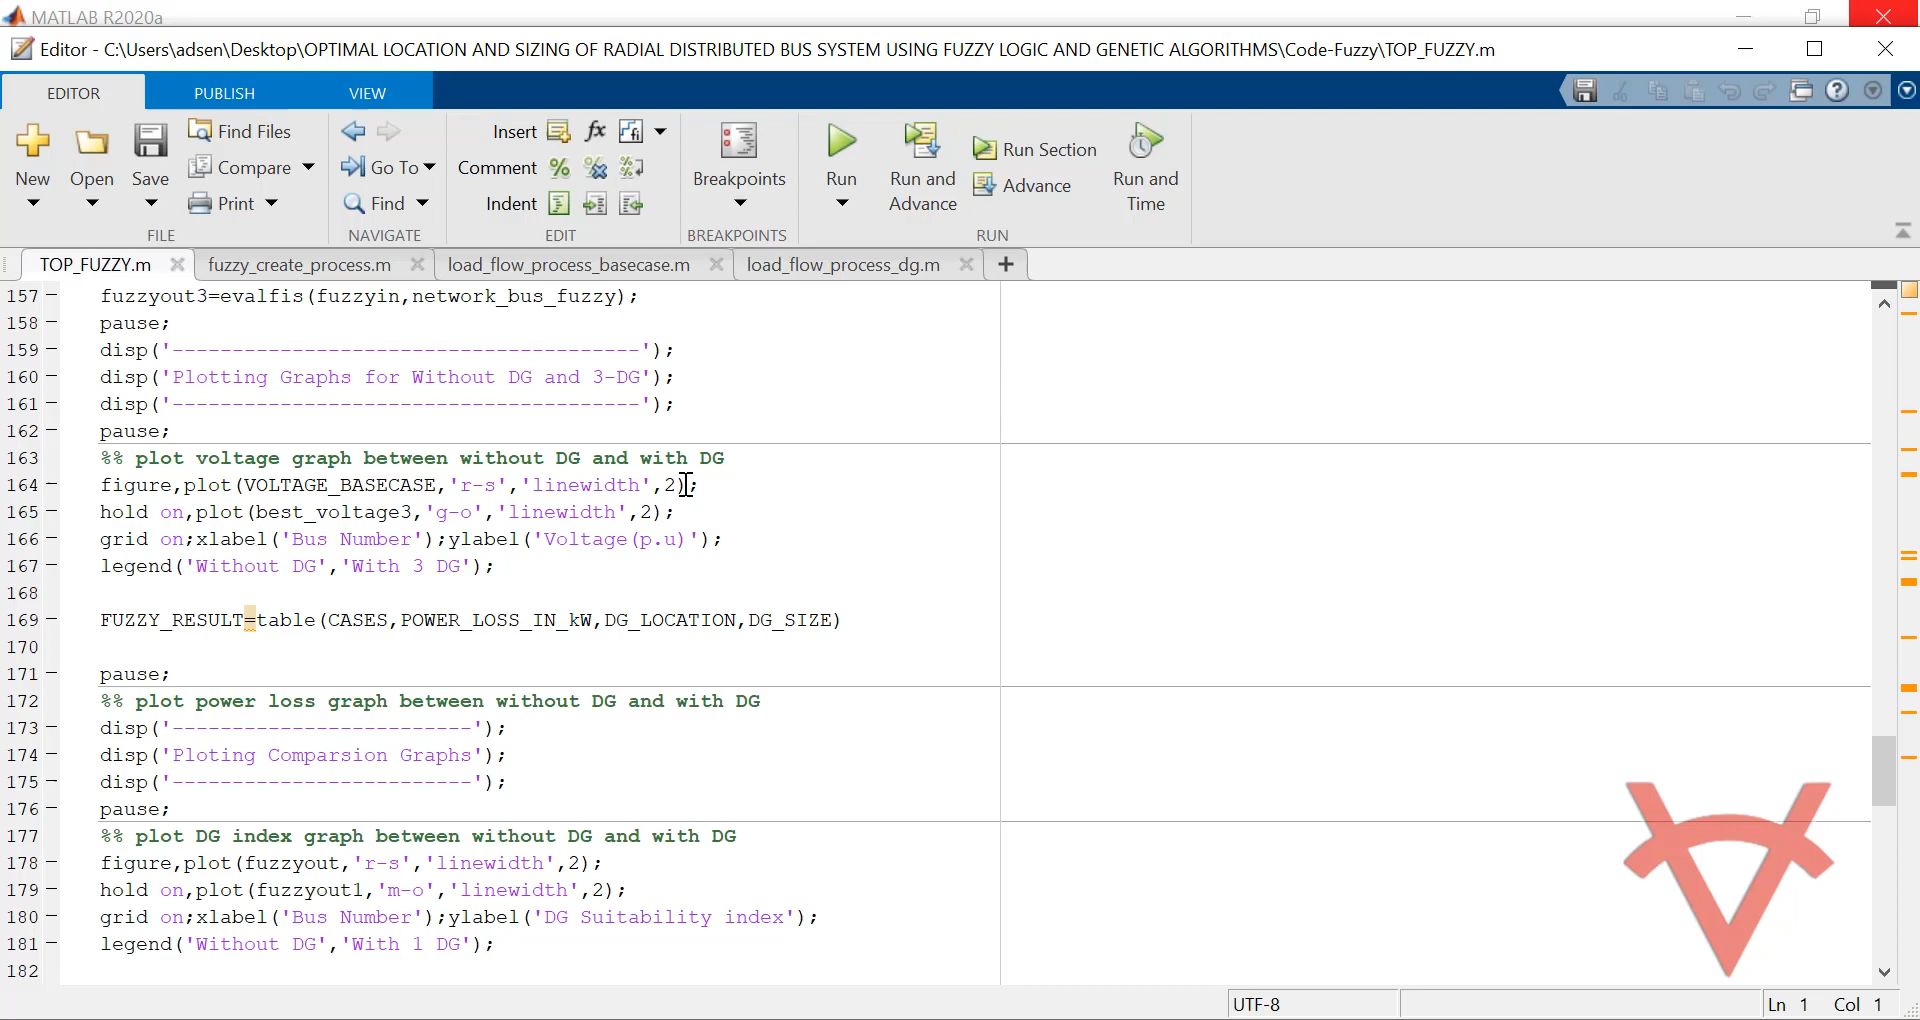 MATLAB R2020a
Editor - C:\Users\adsen\Desktop\OPTIMAL LOCATION AND SIZING OF RADIAL DISTRIBUTED BUS SYSTEM USING FUZZY LOGIC AND GENETIC ALGORITHMS\Code-Fuzzy\TOP_FUZZY.m
EDITOR PUBLISH VIEW
New Open Save Find Files Compare Print Go To Find Insert Comment Indent Breakpoints Run Run and Advance Run Section Advance Run and Time
FILE NAVIGATE EDIT BREAKPOINTS RUN
TOP_FUZZY.m fuzzy_create_process.m load_flow_process_basecase.m load_flow_process_dg.m +
157 - fuzzyout3=evalfis(fuzzyin,network_bus_fuzzy);
158 - pause;
159 - disp('---------------------------------------');
160 - disp('Plotting Graphs for Without DG and 3-DG');
161 - disp('---------------------------------------');
162 - pause;
163 %% plot voltage graph between without DG and with DG
164 - figure,plot(VOLTAGE_BASECASE,'r-s','linewidth',2);
165 - hold on,plot(best_voltage3,'g-o','linewidth',2);
166 - grid on;xlabel('Bus Number');ylabel('Voltage(p.u)');
167 - legend('Without DG','With 3 DG');
168
169 - FUZZY_RESULT=table(CASES,POWER_LOSS_IN_kW,DG_LOCATION,DG_SIZE)
170
171 - pause;
172 %% plot power loss graph between without DG and with DG
173 - disp('-------------------------');
174 - disp('Ploting Comparsion Graphs');
175 - disp('-------------------------');
176 - pause;
177 %% plot DG index graph between without DG and with DG
178 - figure,plot(fuzzyout,'r-s','linewidth',2);
179 - hold on,plot(fuzzyout1,'m-o','linewidth',2);
180 - grid on;xlabel('Bus Number');ylabel('DG Suitability index');
181 - legend('Without DG','With 1 DG');
182
UTF-8 Ln 1 Col 1